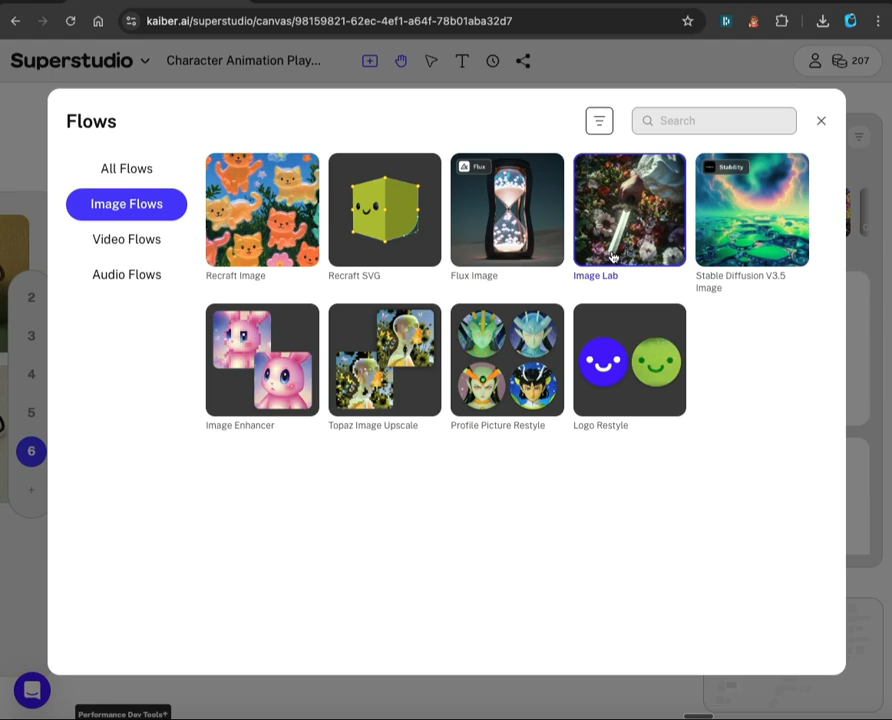 kaiber.ai/superstudio/canvas/98159821-62ec-4ef1-a64f-78b01aba32d7
Superstudio
Character Animation Play...
207
Flows
Search
All Flows
Image Flows
Video Flows
Audio Flows
Flux
Stability
Recraft Image
Recraft SVG
Flux Image
Image Lab
Stable Diffusion V3.5
Image
Image Enhancer
Topaz Image Upscale
Profile Picture Restyle
Logo Restyle
2
3
4
5
6
+
Performance Dev Tools+